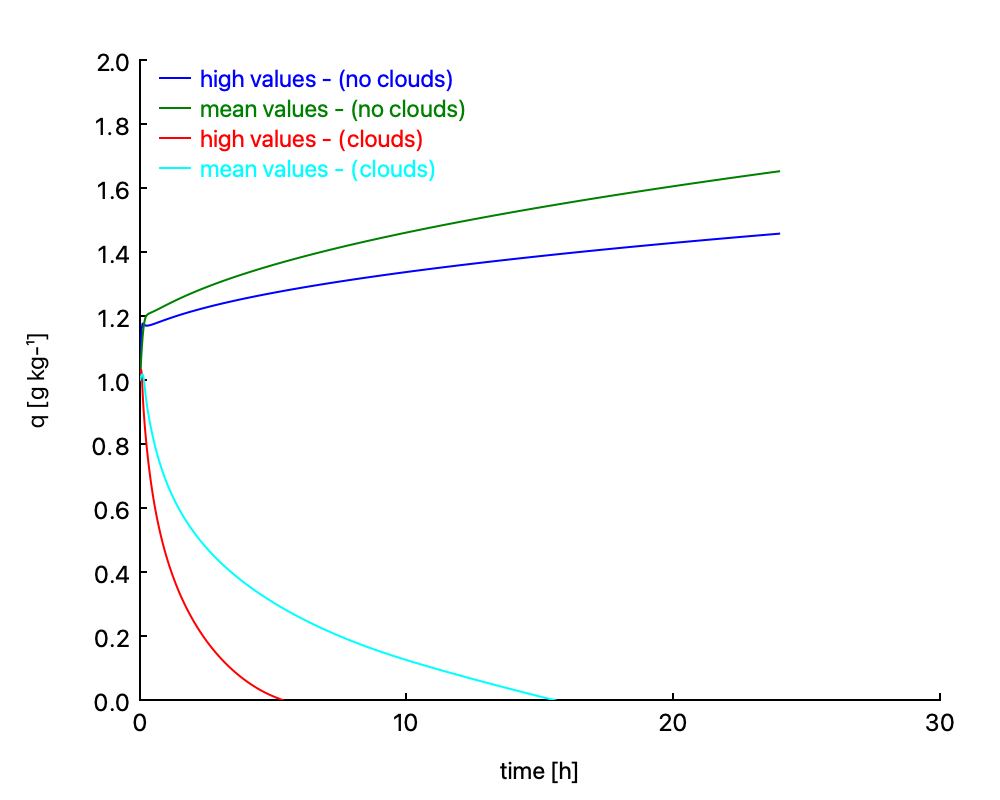 2.0
high values - (no clouds)
mean values - (no clouds)
1.8
high values - (clouds)
mean values - (clouds)
1.6
1.4
1.2
q [g kg-¹]
1.0
0.8
0.6
0.4
0.2
0.0
0 10 20 30
time [h]